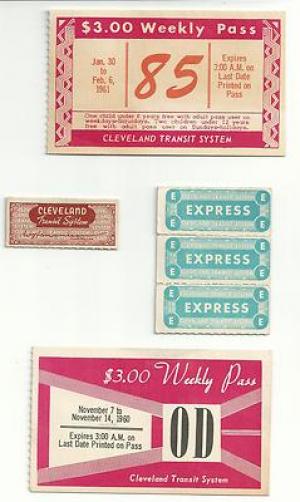 $3.00 Weekly Pass
Jan. 30
to
Feb. 6,
1961
85
Expires
3:00 A.M. on
Last Date
Printed on
Pass
One child under 6 years free with adult pass user on
weekdays-Saturdays. Two children under 12 years
free with adult pass user on Sundays-holidays.
CLEVELAND TRANSIT SYSTEM
CLEVELAND
Transit System
E EXPRESS E
E EXPRESS E
E EXPRESS E
$3.00 Weekly Pass
November 7 to
November 14, 1960
Expires 3:00 A.M. on
Last Date Printed on Pass
OD
Cleveland Transit System